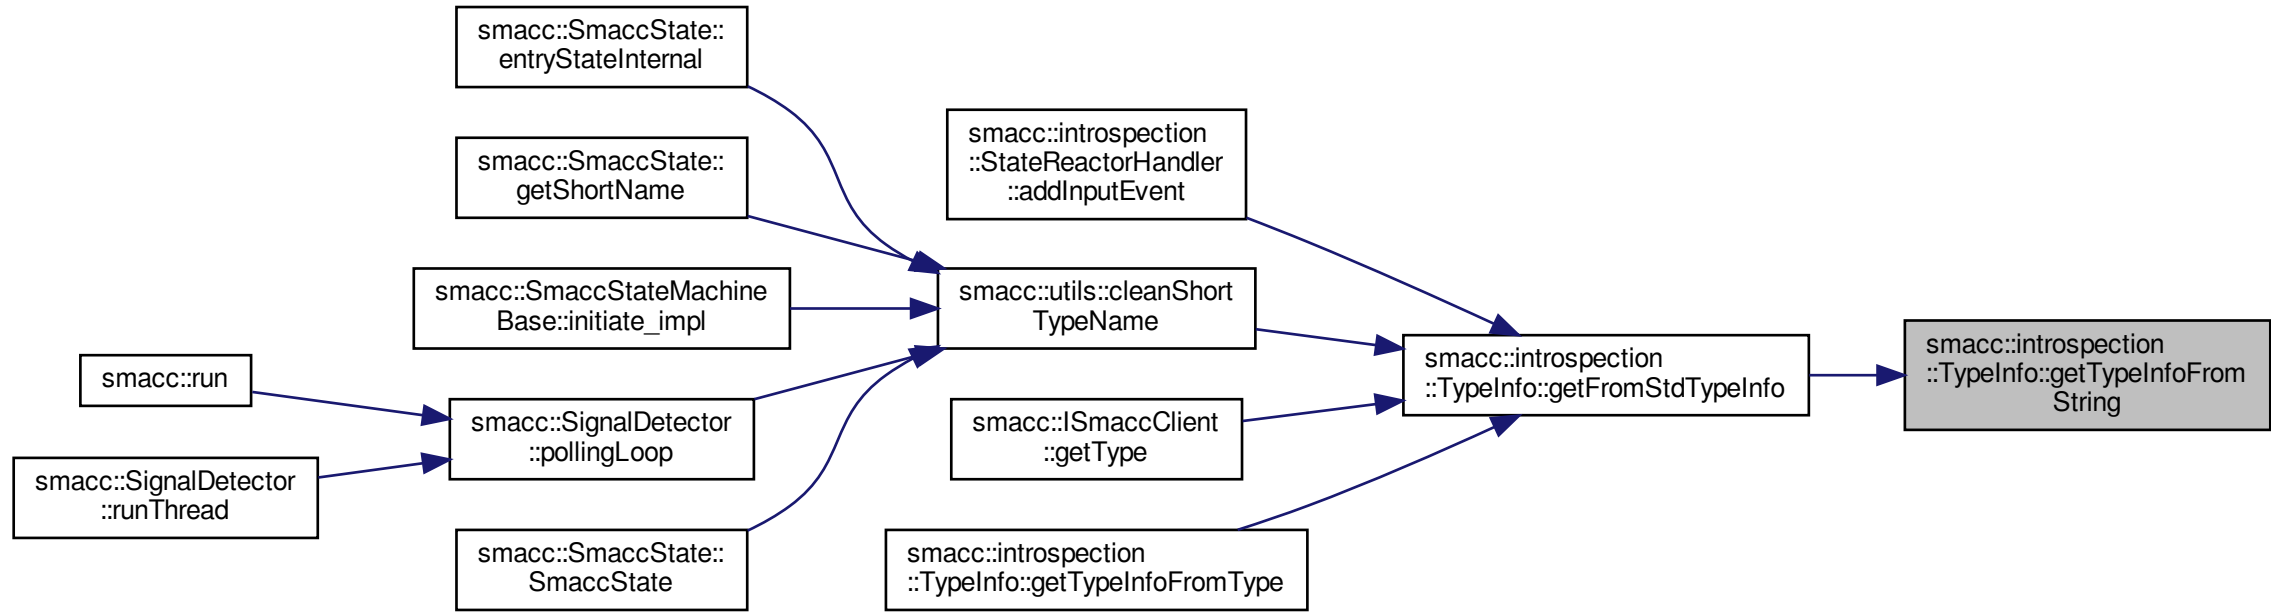 smacc::SmaccState::
entryStateInternal
smacc::SmaccState::
getShortName
smacc::SmaccStateMachine
Base::initiate_impl
smacc::run
smacc::SignalDetector
::runThread
smacc::SignalDetector
::pollingLoop
smacc::SmaccState::
SmaccState
smacc::introspection
::StateReactorHandler
::addInputEvent
smacc::utils::cleanShort
TypeName
smacc::ISmaccClient
::getType
smacc::introspection
::TypeInfo::getTypeInfoFromType
smacc::introspection
::TypeInfo::getFromStdTypeInfo
smacc::introspection
::TypeInfo::getTypeInfoFrom
String